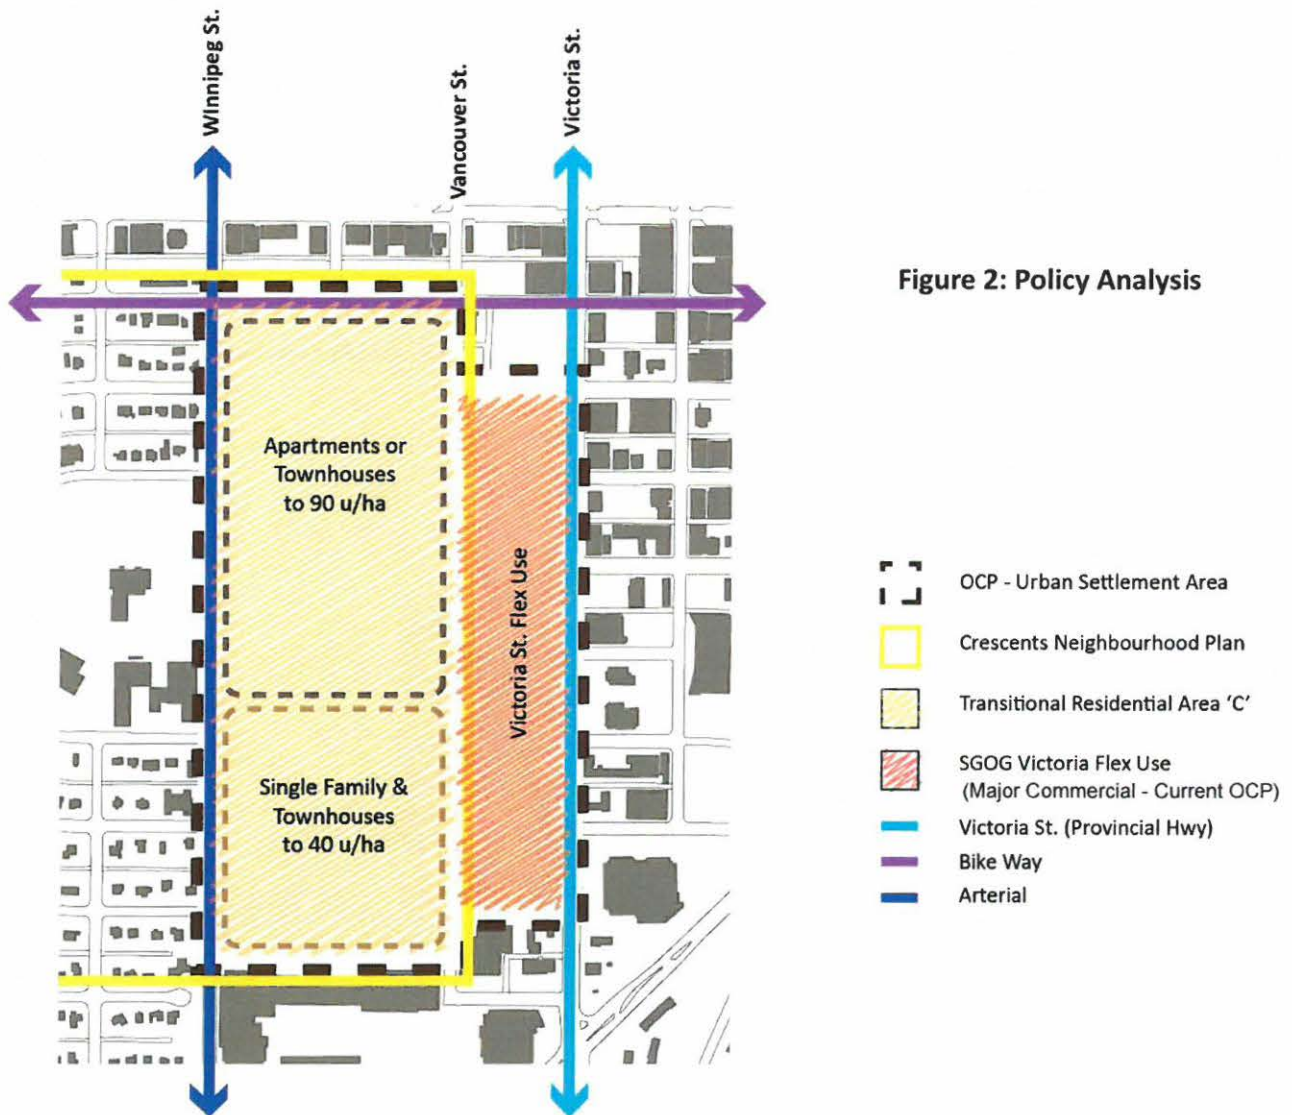 Winnipeg St.
Vancouver St.
Victoria St.
Figure 2: Policy Analysis
Apartments or
Townhouses
to 90 u/ha
Victoria St. Flex Use
Single Family &
Townhouses
to 40 u/ha
OCP - Urban Settlement Area
Crescents Neighbourhood Plan
Transitional Residential Area 'C'
SGOG Victoria Flex Use
(Major Commercial - Current OCP)
Victoria St. (Provincial Hwy)
Bike Way
Arterial